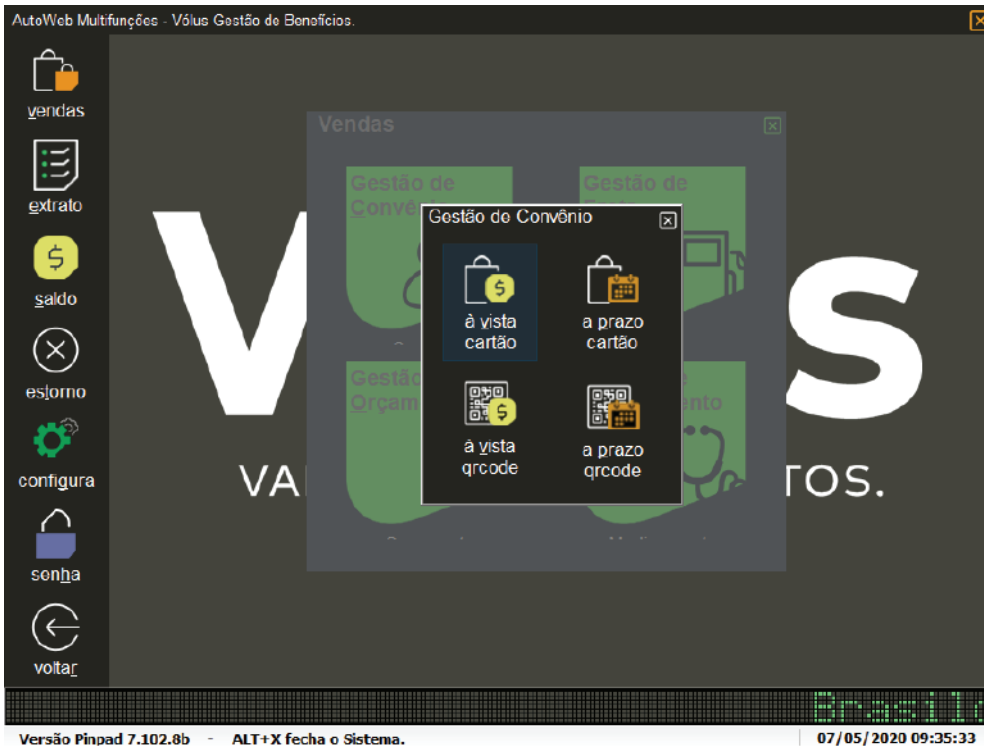 AutoWeb Multifunções - Vólus Gestão de Benefícios.
vendas
extrato
saldo
estorno
configura
senha
voltar
Vendas
Gestão de
Gestão de
Gestão de Convênio
à vista
cartão
a prazo
cartão
à vista
qrcode
a prazo
qrcode
VA
TOS.
Brasil
Versão Pinpad 7.102.8b - ALT+X fecha o Sistema.
07/05/2020 09:35:33